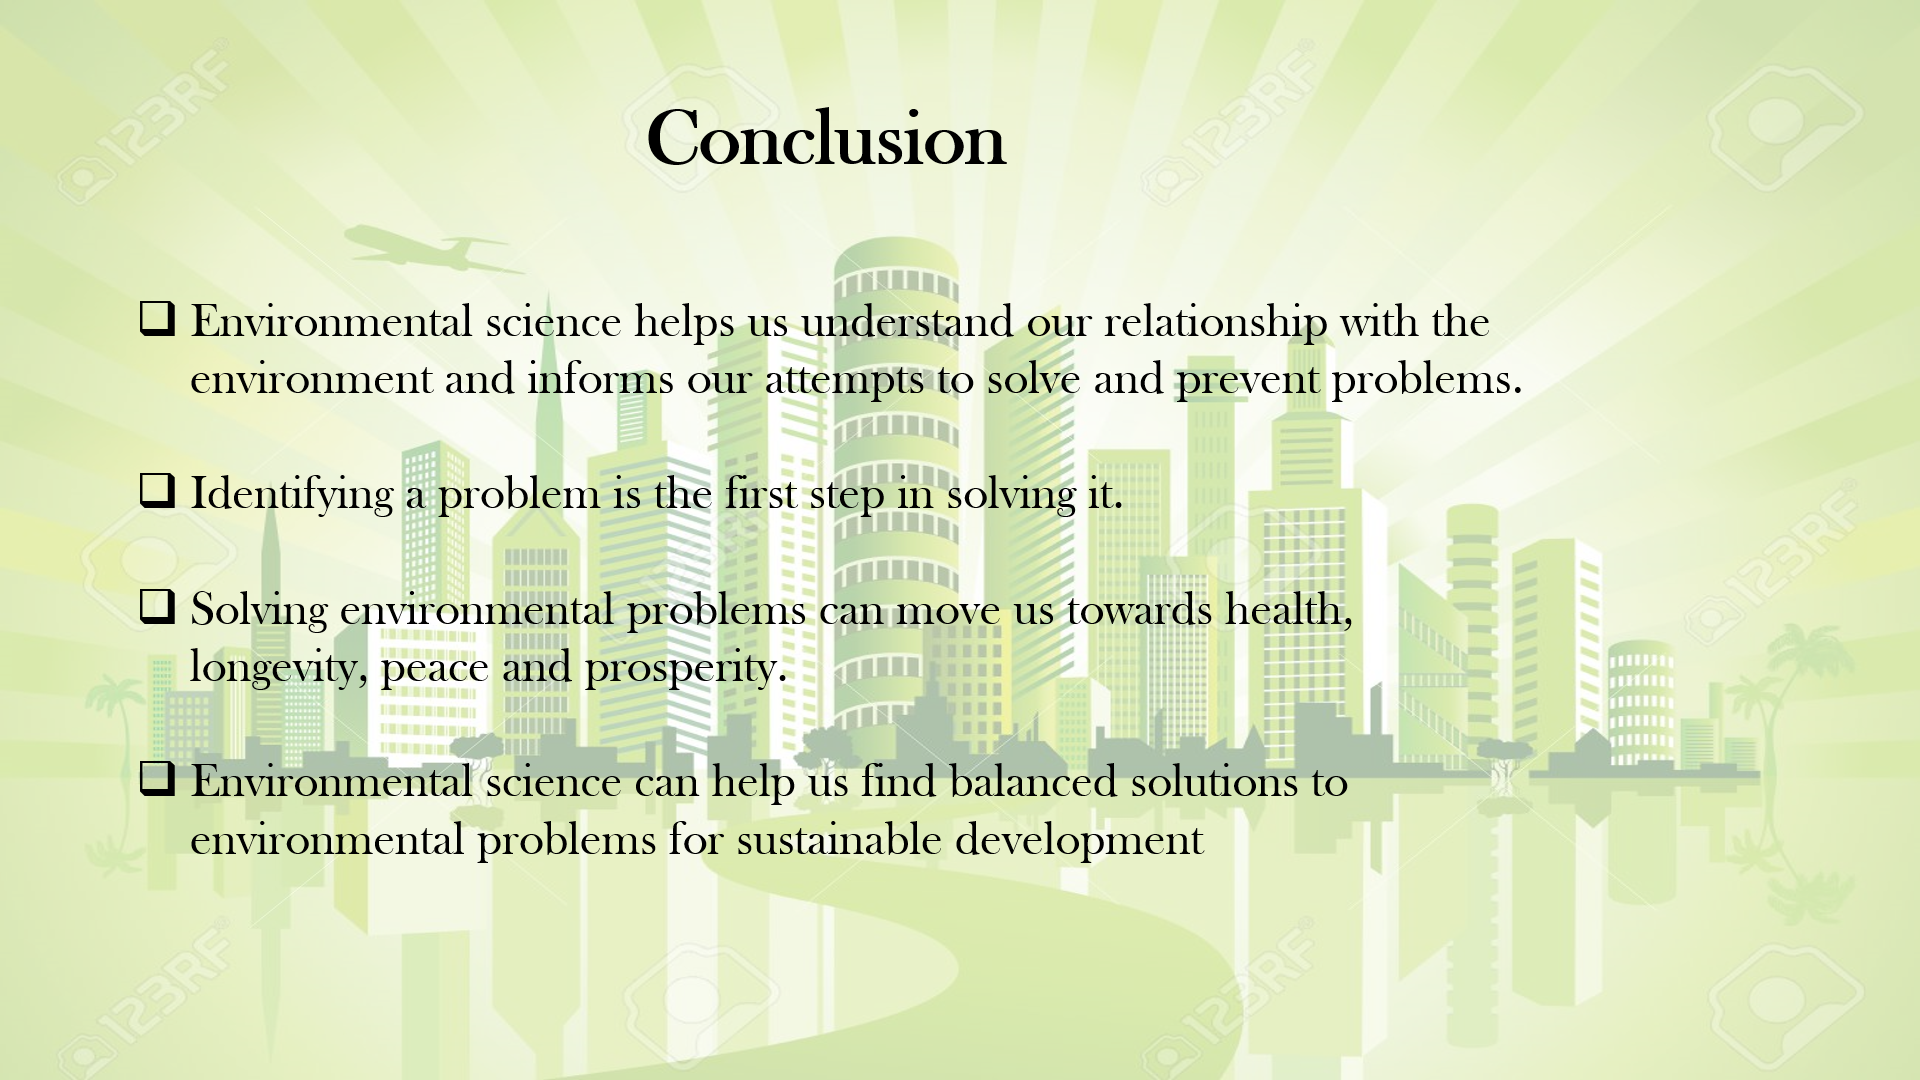 Conclusion
❑ Environmental science helps us understand our relationship with the
environment and informs our attempts to solve and prevent problems.
❑ Identifying a problem is the first step in solving it.
❑ Solving environmental problems can move us towards health,
longevity, peace and prosperity.
❑ Environmental science can help us find balanced solutions to
environmental problems for sustainable development
123RF
123RF
123RF
123RF
123RF
123RF